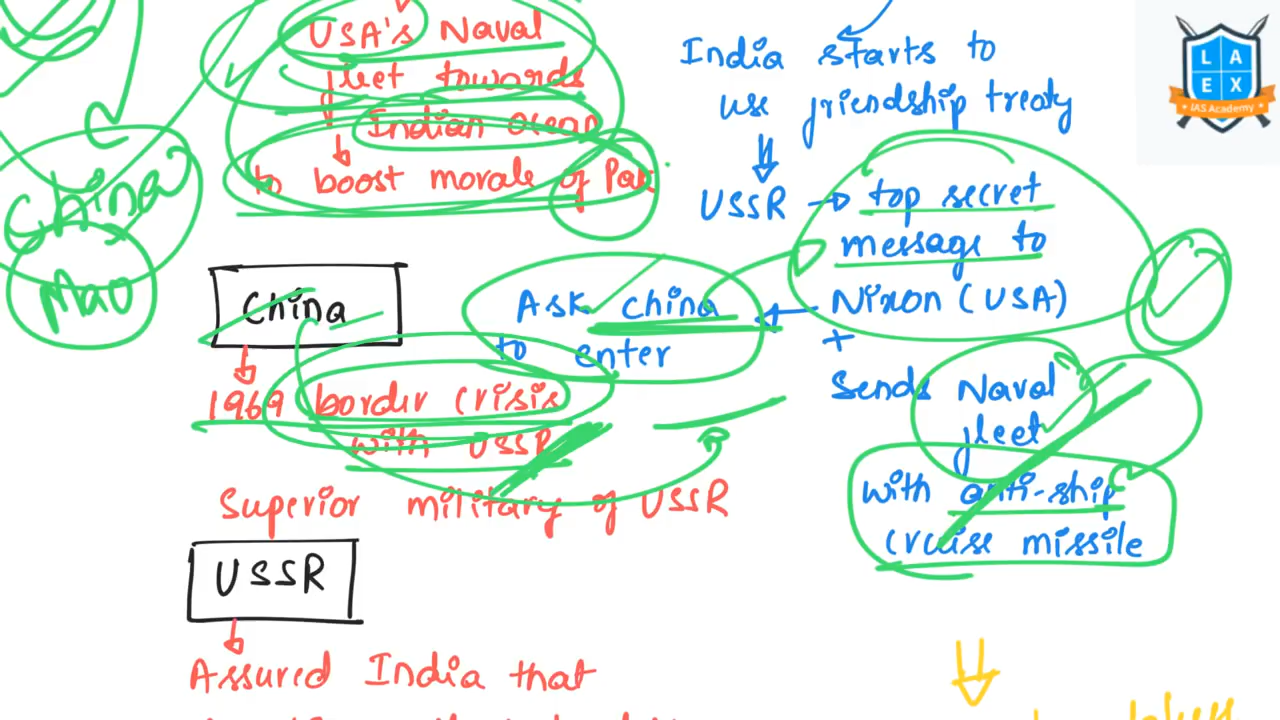 USA's Naval
fleet towards
Indian ocean
to boost morale of Pak
China
Mao
India starts to
use friendship treaty
USSR → top secret
message to
Nixon (USA)
+
Sends Naval
fleet
with anti-ship
cruise missile
Ask china
to enter
China
1969 border crisis
with USSR
Superior military of USSR
USSR
Assured India that
L A
E X
IAS Academy